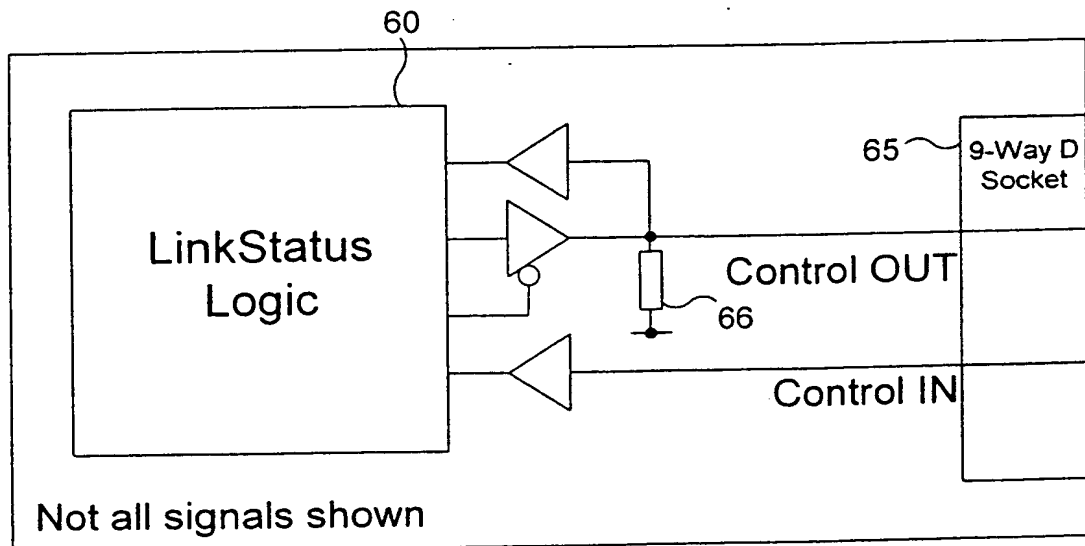 60
65
9-Way D
Socket
LinkStatus
Logic
Control OUT
66
Control IN
Not all signals shown